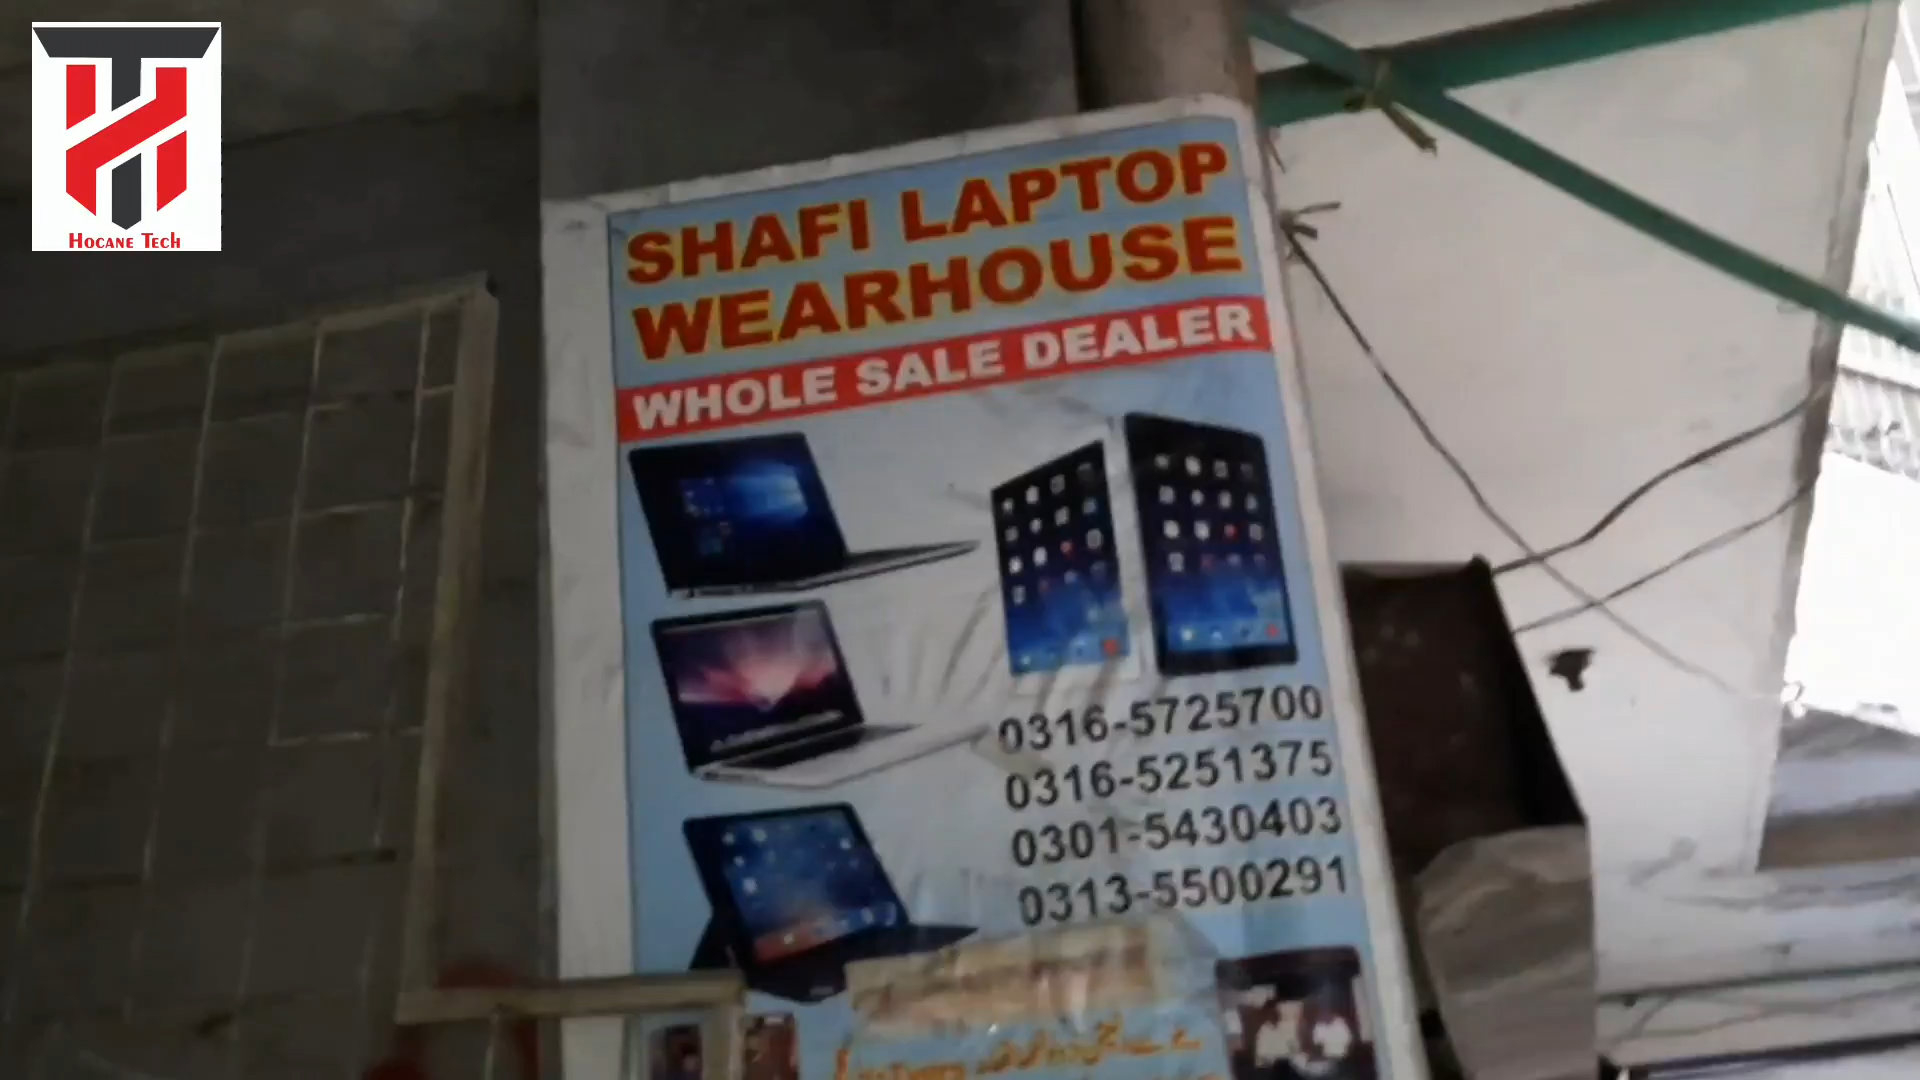 Hocane Tech
SHAFI LAPTOP
WEARHOUSE
WHOLE SALE DEALER
0316-5725700
0316-5251375
0301-5430403
0313-5500291